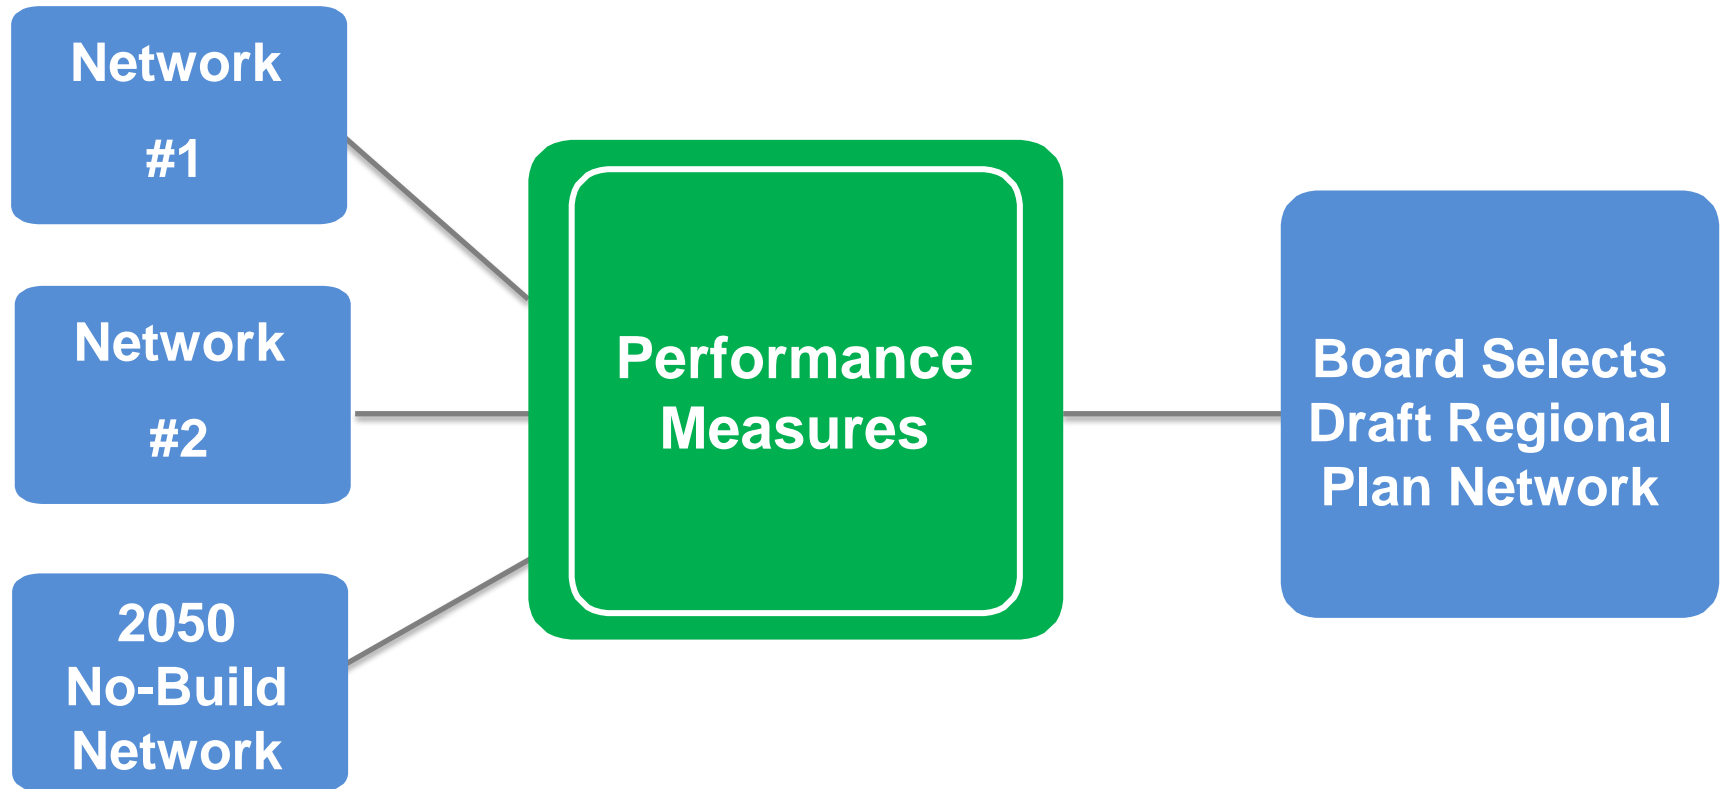 Network
#1
Network
#2
2050
No-Build
Network
Performance
Measures
Board Selects
Draft Regional
Plan Network